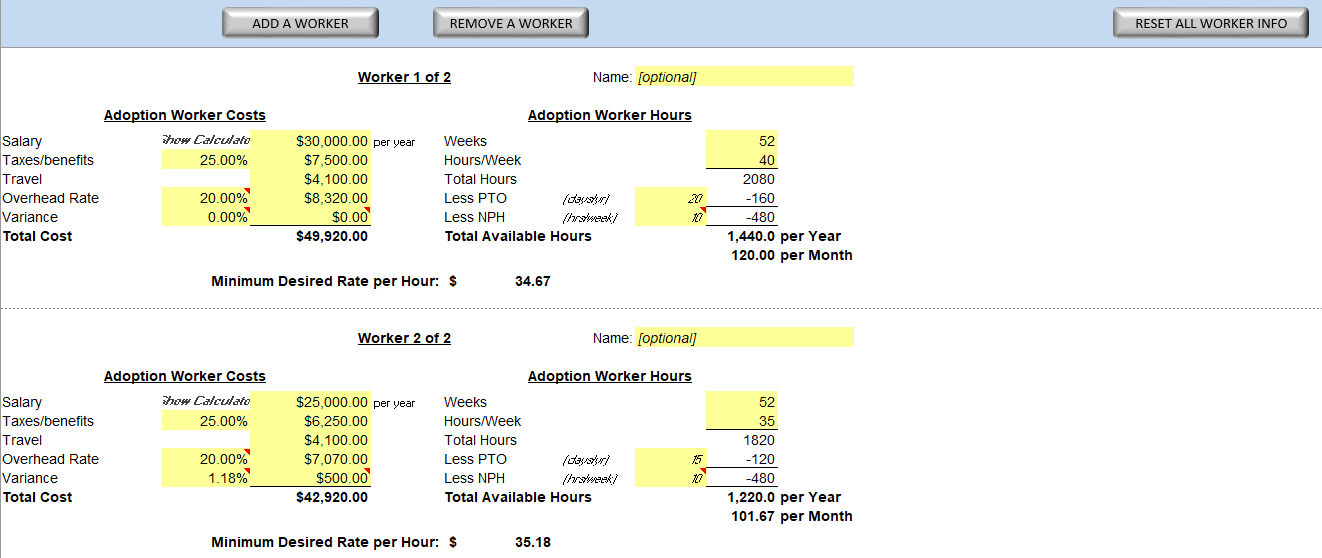 ADD A WORKER REMOVE A WORKER RESET ALL WORKER INFO
Worker 1 of 2 Name: [optional]
Adoption Worker Costs Adoption Worker Hours
Salary Show Calculato $30,000.00 per year Weeks 52
Taxes/benefits 25.00% $7,500.00 Hours/Week 40
Travel $4,100.00 Total Hours 2080
Overhead Rate 20.00% $8,320.00 Less PTO (days/yr) 20 -160
Variance 0.00% $0.00 Less NPH (hrs/week) 10 -480
Total Cost $49,920.00 Total Available Hours 1,440.0 per Year
120.00 per Month
Minimum Desired Rate per Hour: $ 34.67
Worker 2 of 2 Name: [optional]
Adoption Worker Costs Adoption Worker Hours
Salary Show Calculato $25,000.00 per year Weeks 52
Taxes/benefits 25.00% $6,250.00 Hours/Week 35
Travel $4,100.00 Total Hours 1820
Overhead Rate 20.00% $7,070.00 Less PTO (days/yr) 15 -120
Variance 1.18% $500.00 Less NPH (hrs/week) 10 -480
Total Cost $42,920.00 Total Available Hours 1,220.0 per Year
101.67 per Month
Minimum Desired Rate per Hour: $ 35.18